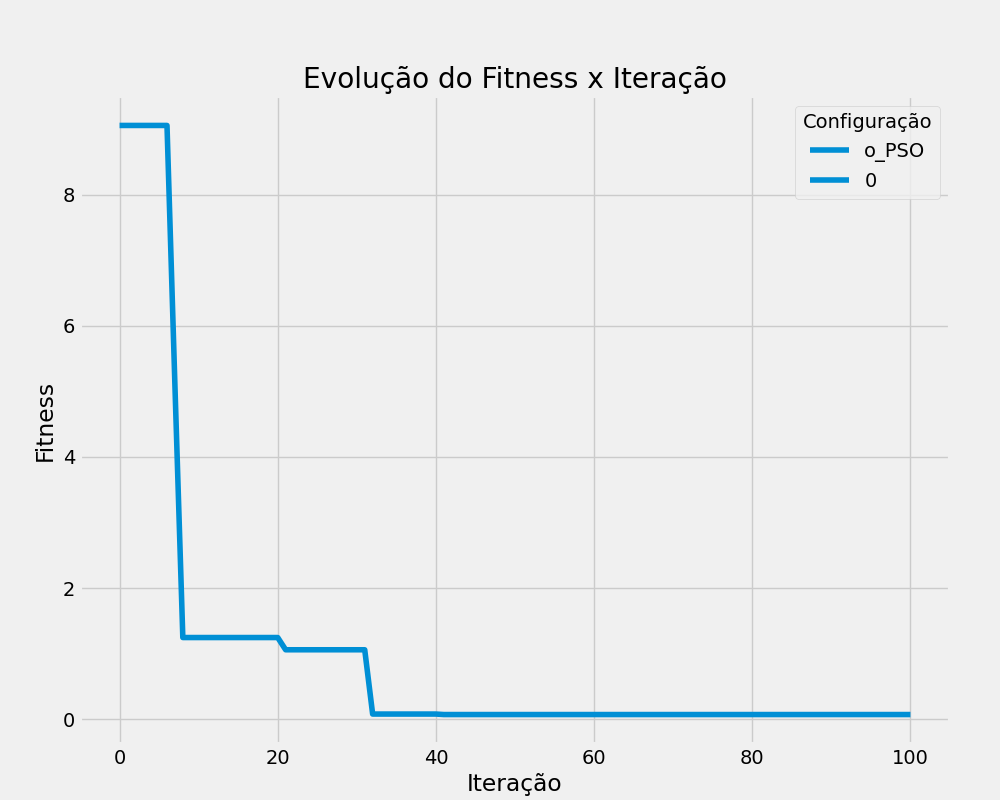 Evolução do Fitness x Iteração
Configuração
o_PSO
0
8
6
4
2
0
Fitness
0 20 40 60 80 100
Iteração